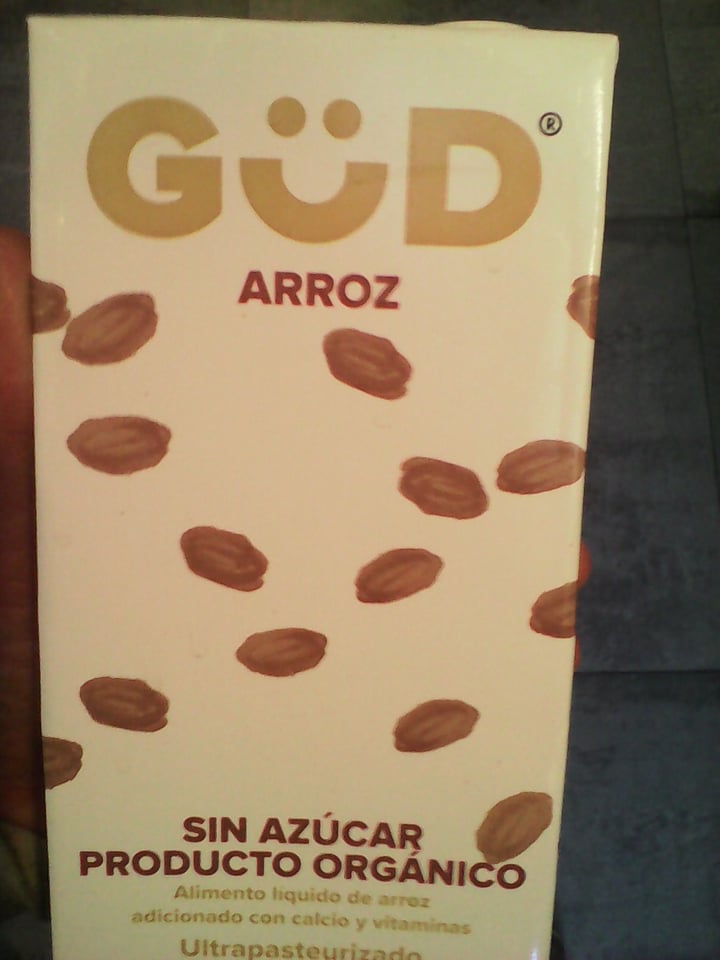 GÜD®
ARROZ
SIN AZÚCAR
PRODUCTO ORGÁNICO
Alimento líquido de arroz
adicionado con calcio y vitaminas
Ultrapasteurizado